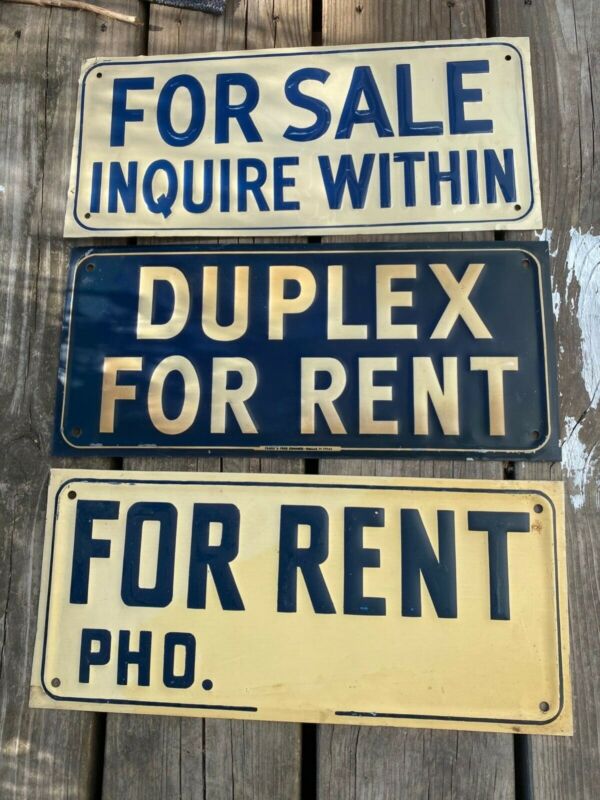 FOR SALE
INQUIRE WITHIN
DUPLEX
FOR RENT
FOR RENT
PHO.